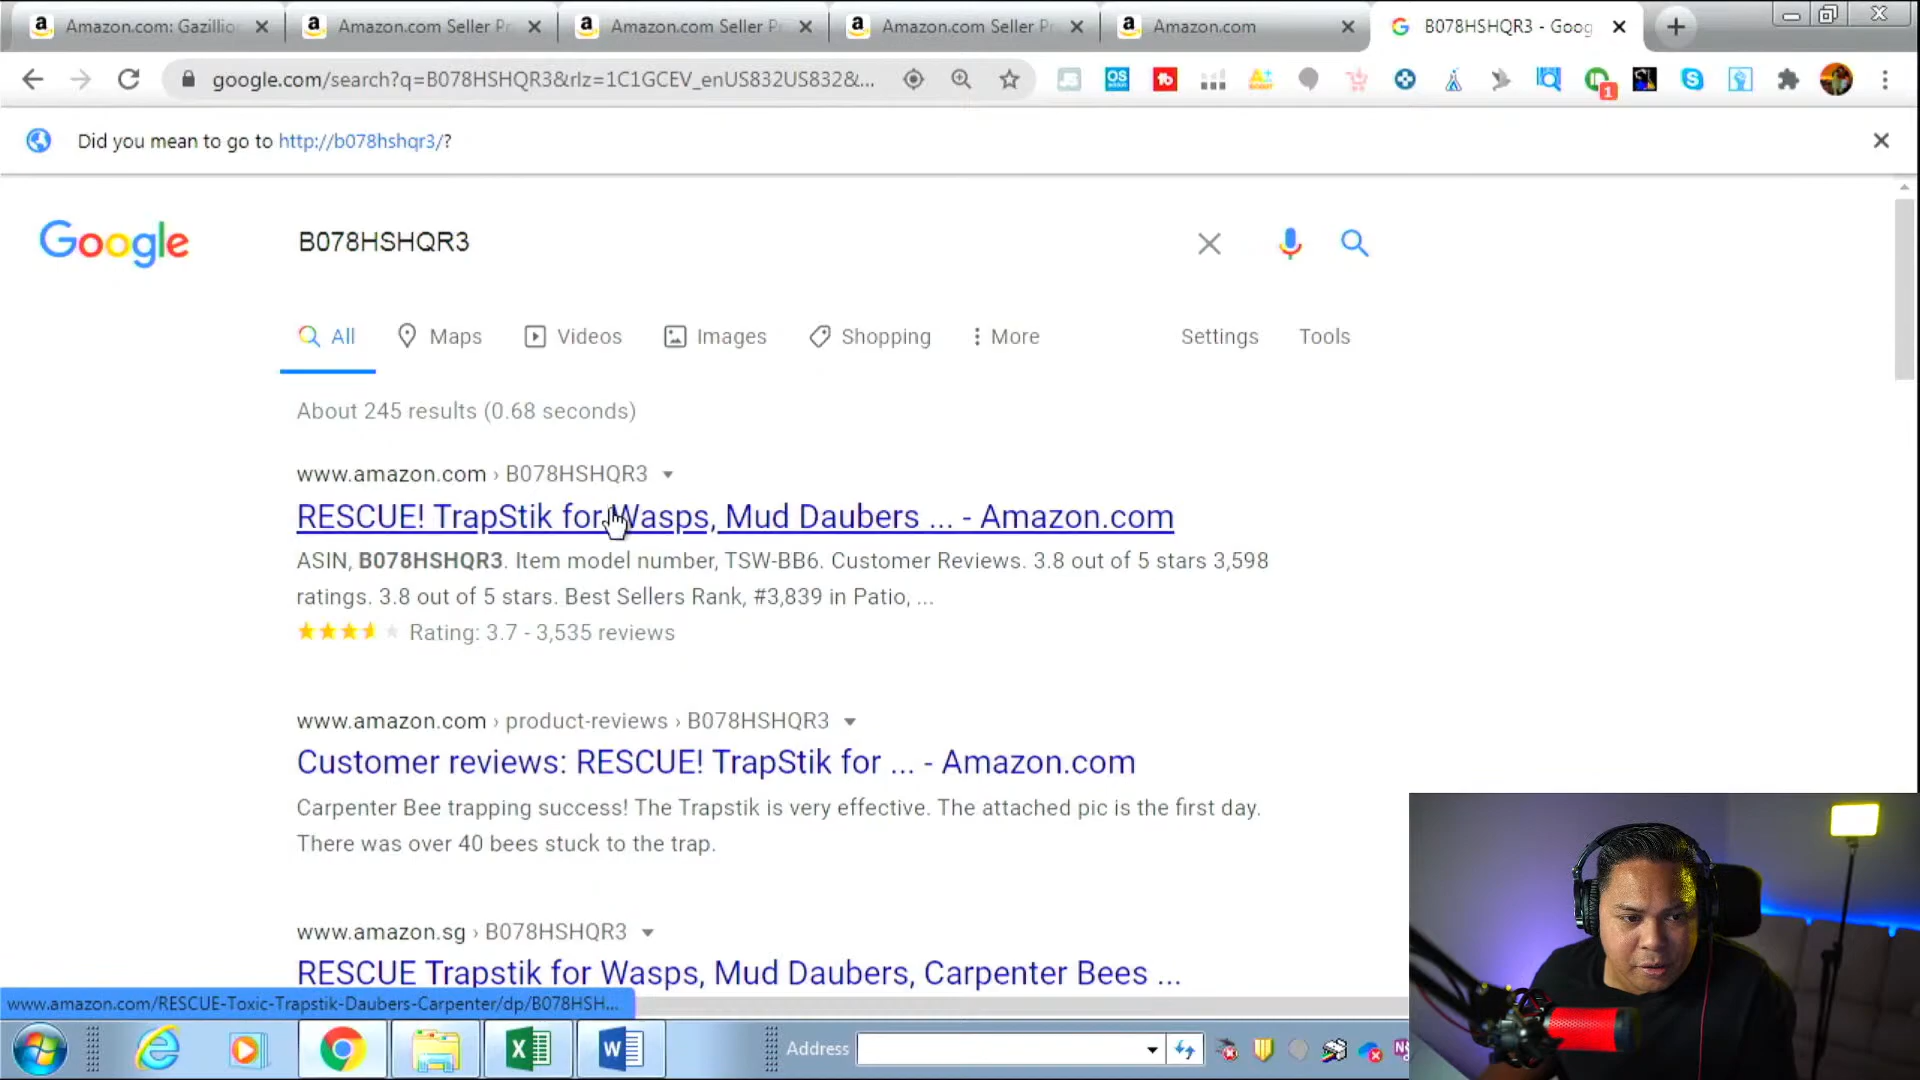 Amazon.com: Gazillio
Amazon.com Seller Pr
Amazon.com Seller Pr
Amazon.com Seller Pr
Amazon.com
B078HSHQR3 - Goog
google.com/search?q=B078HSHQR3&rlz=1C1GCEV_enUS832US832&...
Did you mean to go to http://b078hshqr3/?
Google
B078HSHQR3
All
Maps
Videos
Images
Shopping
More
Settings
Tools
About 245 results (0.68 seconds)
www.amazon.com › B078HSHQR3
RESCUE! TrapStik for Wasps, Mud Daubers ... - Amazon.com
ASIN, B078HSHQR3. Item model number, TSW-BB6. Customer Reviews. 3.8 out of 5 stars 3,598
ratings. 3.8 out of 5 stars. Best Sellers Rank, #3,839 in Patio, ...
Rating: 3.7 - 3,535 reviews
www.amazon.com › product-reviews › B078HSHQR3
Customer reviews: RESCUE! TrapStik for ... - Amazon.com
Carpenter Bee trapping success! The Trapstik is very effective. The attached pic is the first day.
There was over 40 bees stuck to the trap.
www.amazon.sg › B078HSHQR3
RESCUE Trapstik for Wasps, Mud Daubers, Carpenter Bees ...
www.amazon.com/RESCUE-Toxic-Trapstik-Daubers-Carpenter/dp/B078HSH...
Address